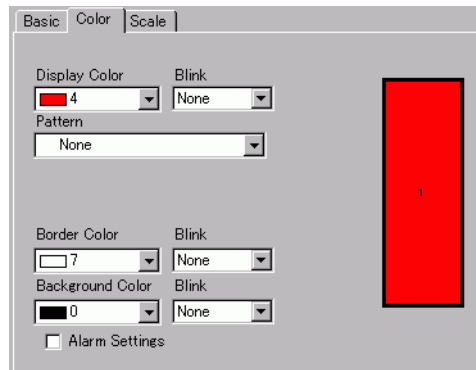 Basic Color Scale
Display Color Blink
4 None
Pattern
None
1
Border Color Blink
7 None
Background Color Blink
0 None
Alarm Settings